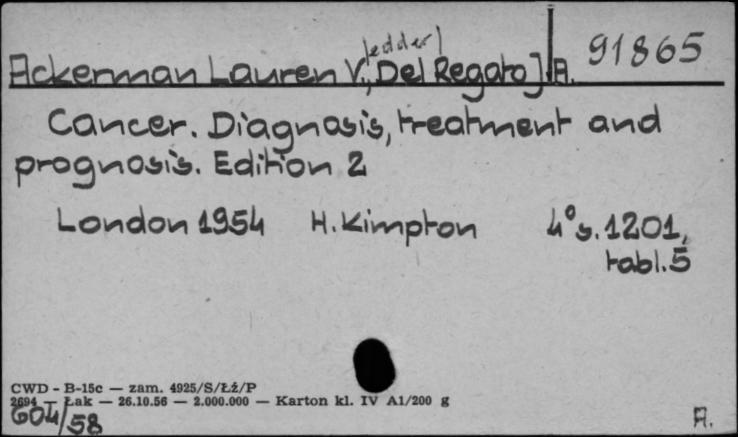 91865
[edder]
Ackerman Lauren V., Del Regato J. A.
Cancer. Diagnosis, treatment and
prognosis. Edition 2
London 1954 H. Kimpton 4° s. 1201,
tabl. 5
CWD - B-15c — zam. 4925/S/Łź/P
2694 — Łak — 26.10.56 — 2.000.000 — Karton kl. IV A1/200 g
604/58
A.